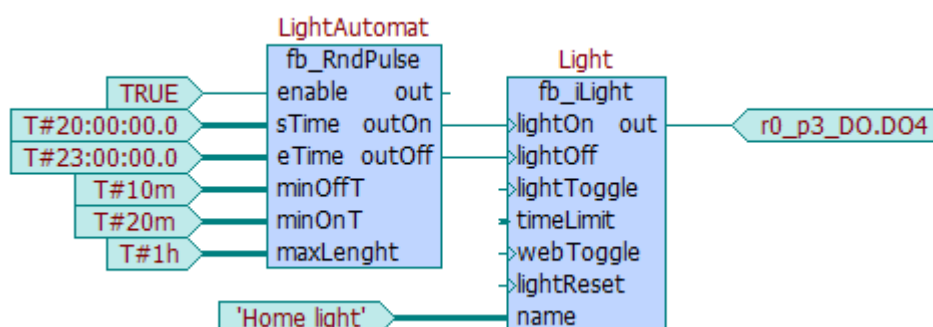 LightAutomat
fb_RndPulse
Light
TRUE enable out fb_iLight
T#20:00:00.0 sTime outOn lightOn out r0_p3_DO.DO4
T#23:00:00.0 eTime outOff lightOff
T#10m minOffT lightToggle
T#20m minOnT timeLimit
T#1h maxLenght webToggle
lightReset
'Home light' name